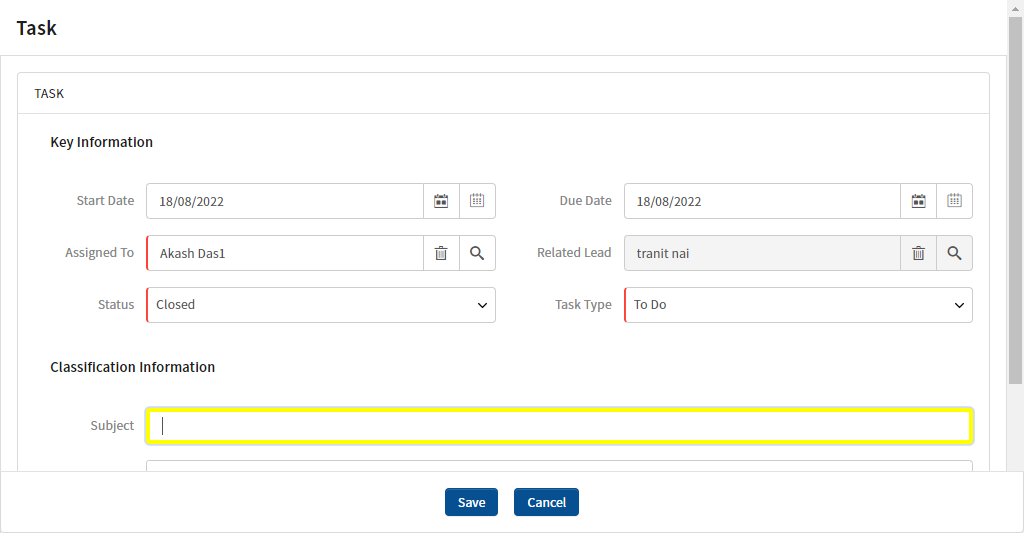 Task
TASK
Key Information
Start Date 18/08/2022 Due Date 18/08/2022
Assigned To Akash Das1 Related Lead tranit nai
Status Closed Task Type To Do
Classification Information
Subject
Save Cancel